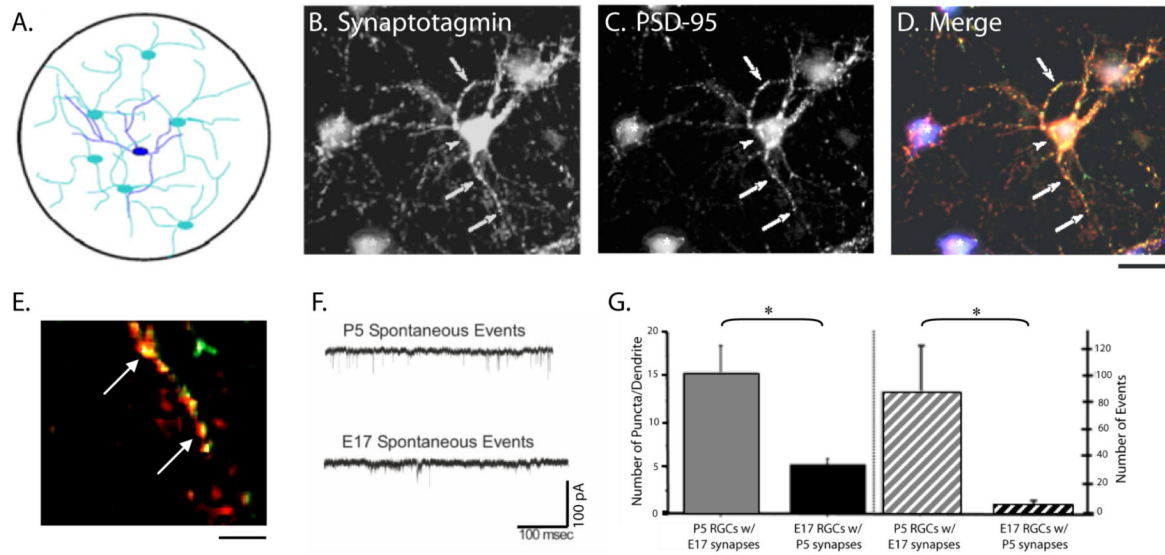 A.
B. Synaptotagmin
C. PSD-95
D. Merge
E.
F.
P5 Spontaneous Events
E17 Spontaneous Events
100 pA
100 msec
G.
*
*
Number of Puncta/Dendrite
20
15
10
5
0
120
100
80
60
40
20
0
Number of Events
P5 RGCs w/
E17 synapses
E17 RGCs w/
P5 synapses
P5 RGCs w/
E17 synapses
E17 RGCs w/
P5 synapses